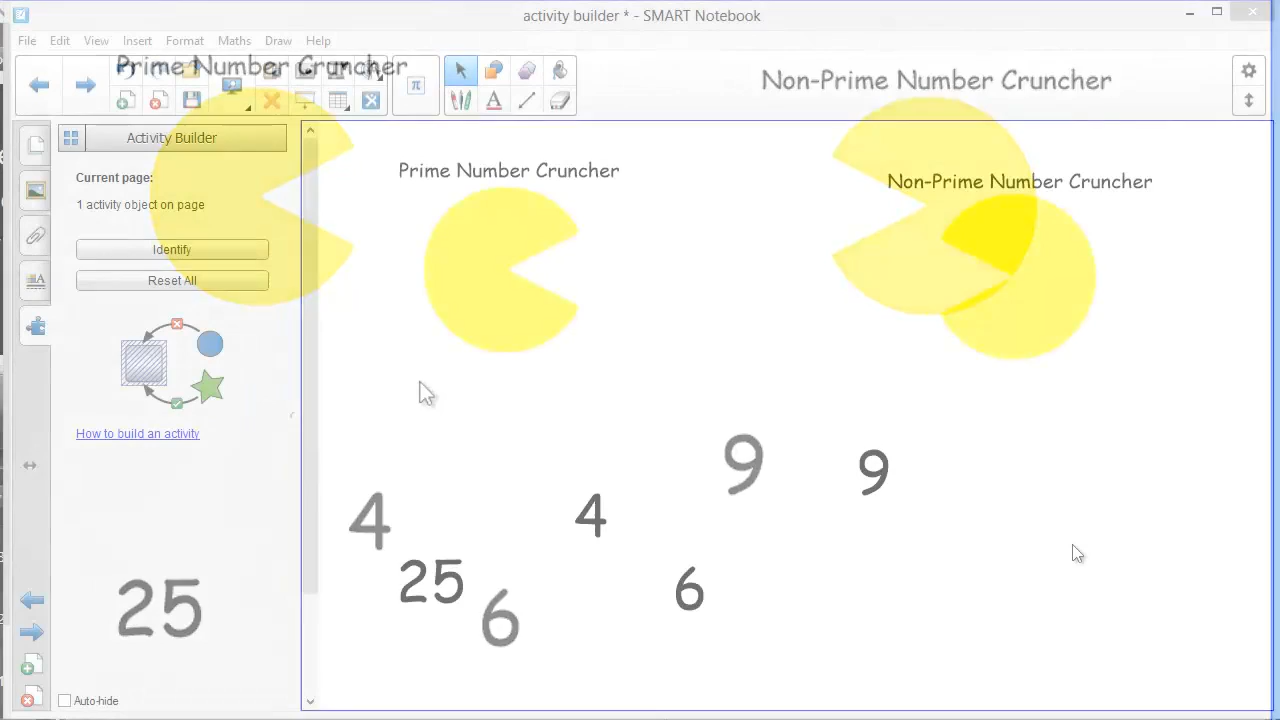 activity builder * - SMART Notebook
File Edit View Insert Format Maths Draw Help
Prime Number Cruncher
Non-Prime Number Cruncher
π
A
Activity Builder
Current page:
1 activity object on page
Identify
Reset All
How to build an activity
Auto-hide
Prime Number Cruncher
Non-Prime Number Cruncher
9
9
4
4
25
6
25
6